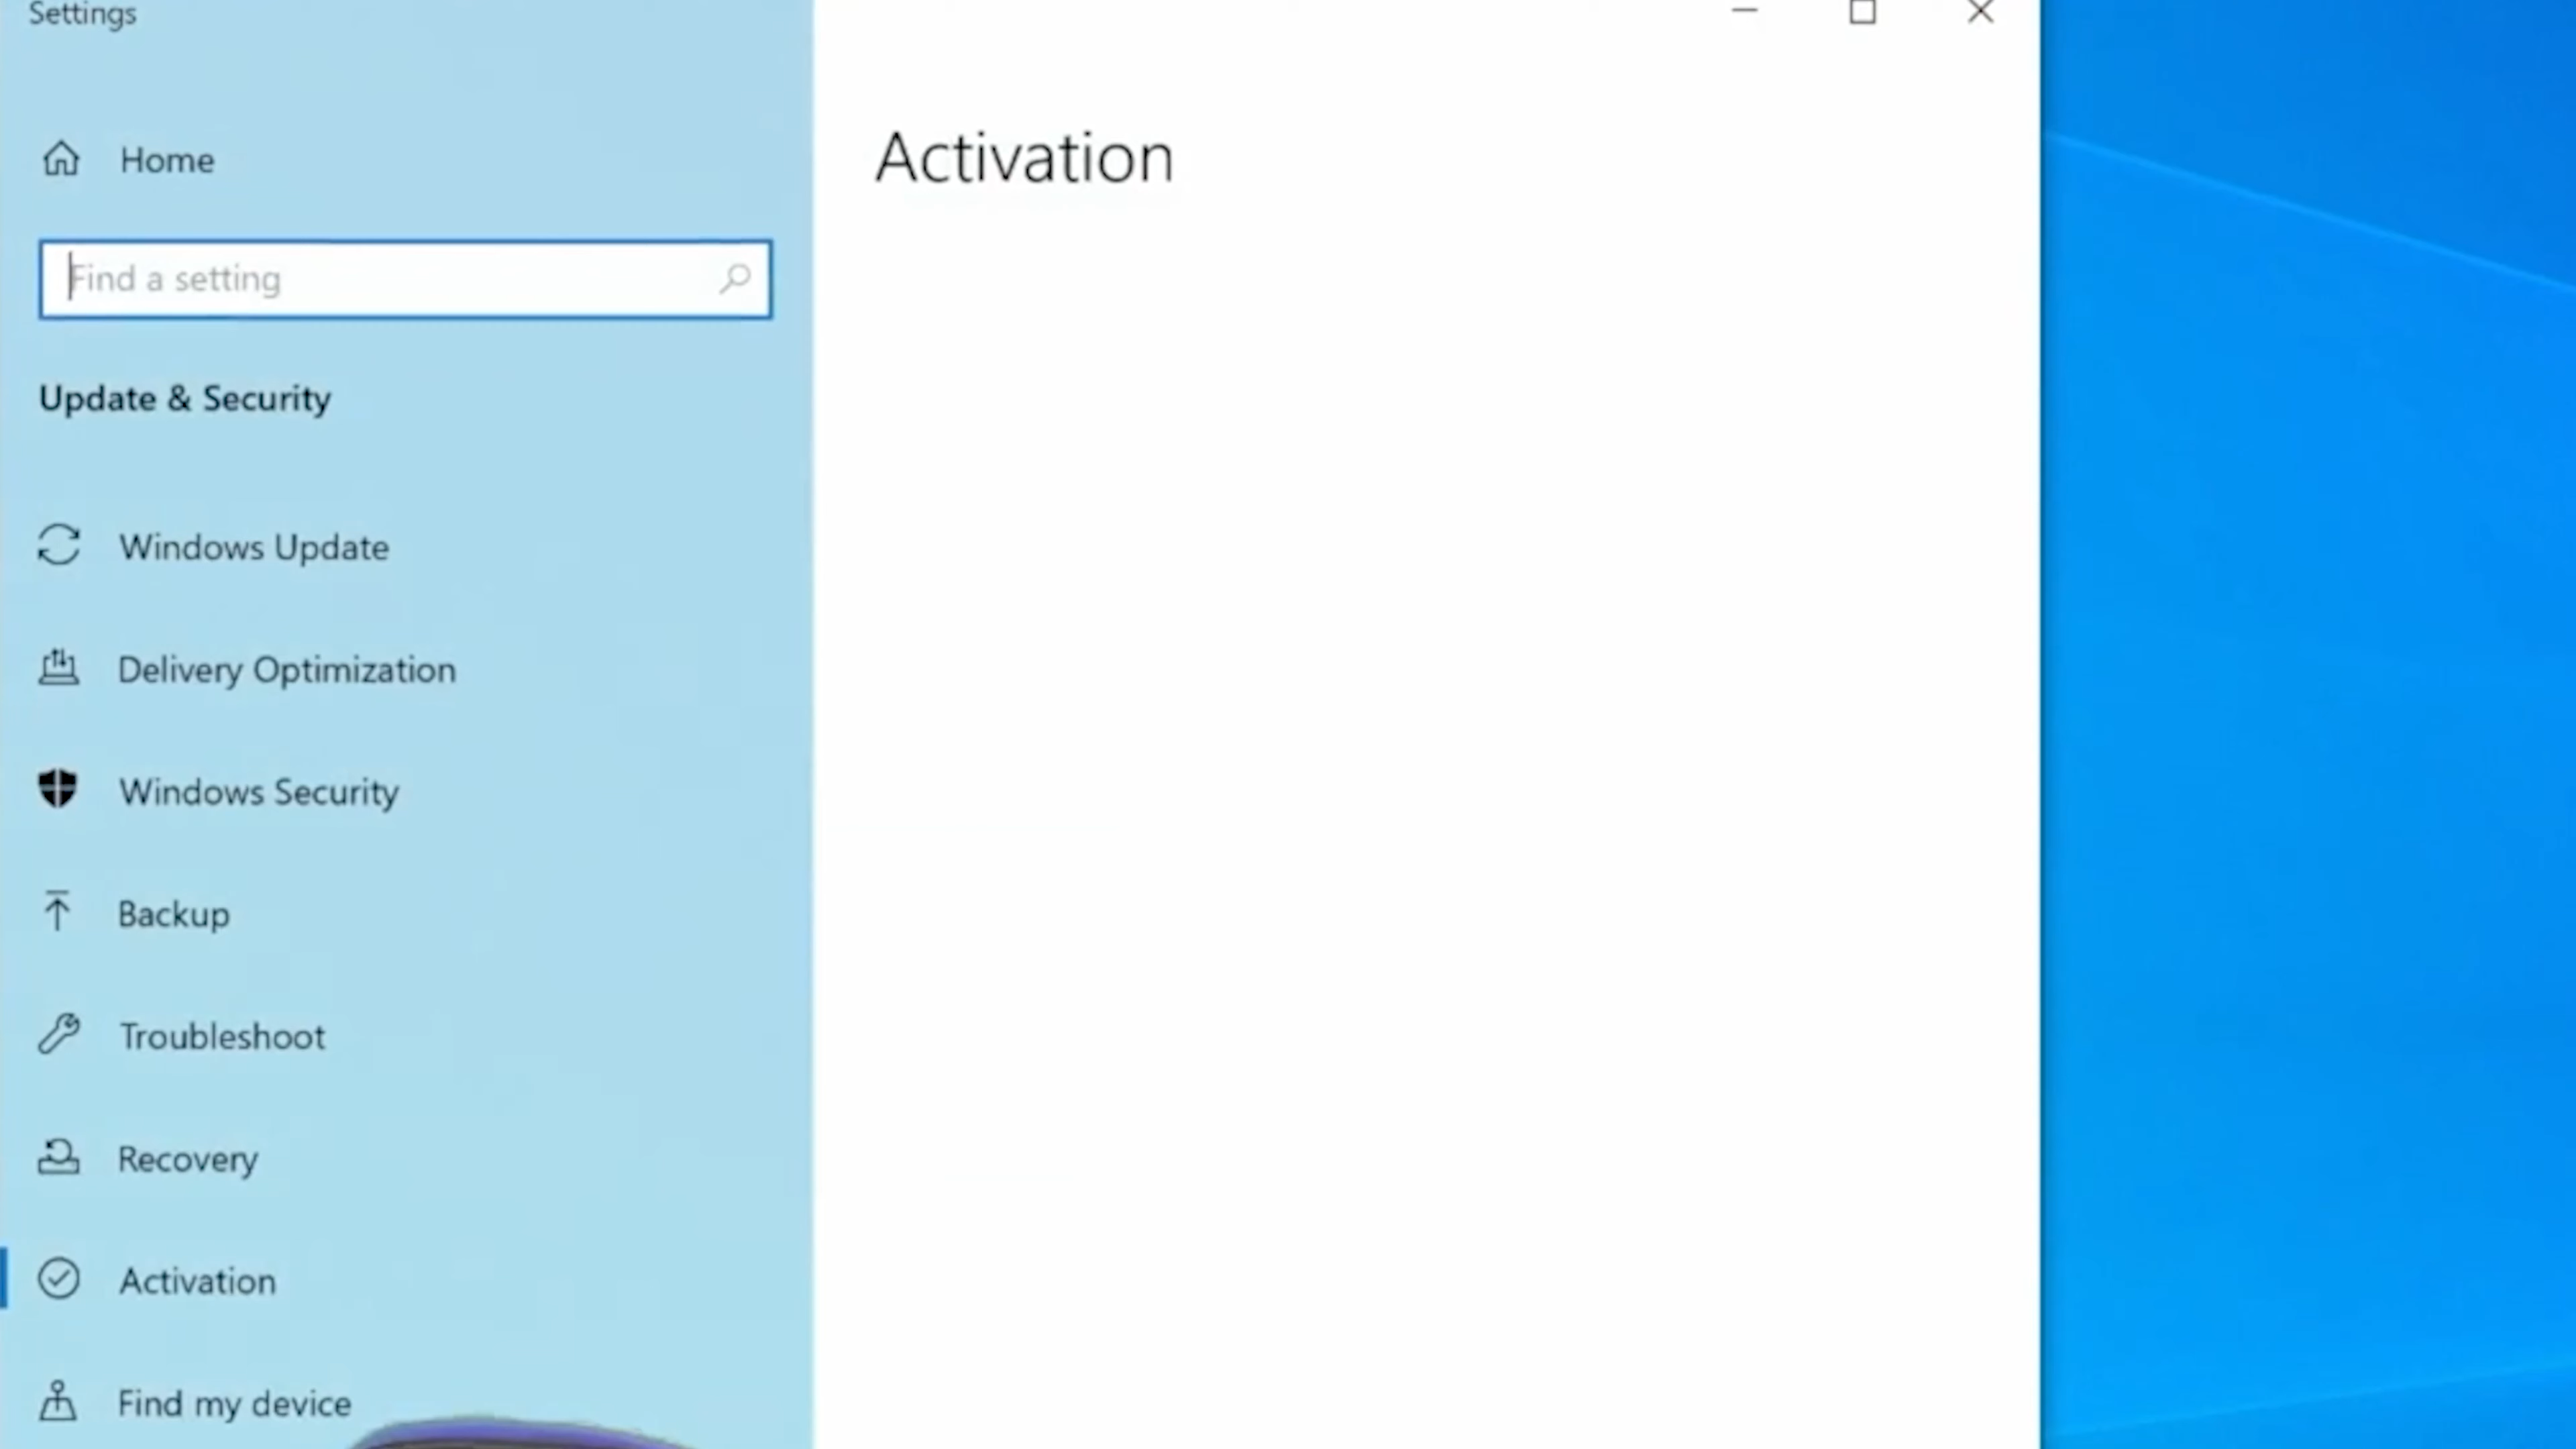 Settings
Home
Find a setting
Update & Security
Windows Update
Delivery Optimization
Windows Security
Backup
Troubleshoot
Recovery
Activation
Find my device
Activation